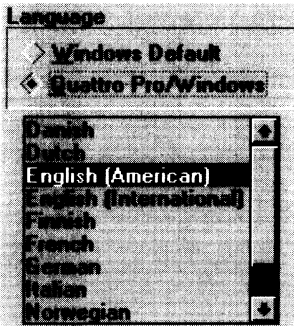 Language
Windows Default
Quattro Pro/Windows
Danish
Dutch
English (American)
English (International)
Finnish
French
German
Italian
Norwegian